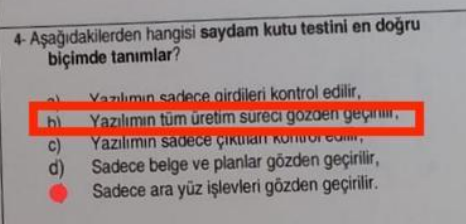 4- Aşağıdakilerden hangisi saydam kutu testini en doğru
biçimde tanımlar?
a) Yazılımın sadece girdileri kontrol edilir,
b) Yazılımın tüm üretim süreci gözden geçirilir,
c) Yazılımın sadece çıktıları kontrol edilir,
d) Sadece belge ve planlar gözden geçirilir,
Sadece ara yüz işlevleri gözden geçirilir.